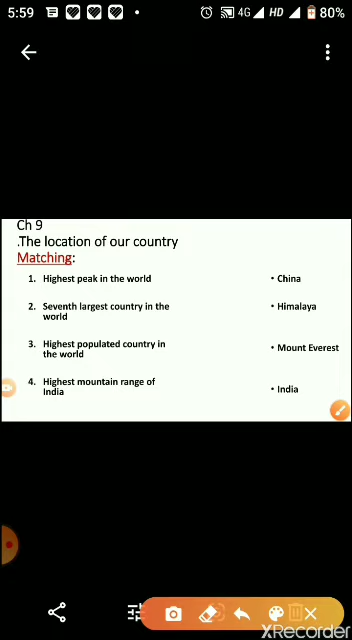 5:59
4G
HD
80%
Ch 9
.The location of our country
Matching:
1. Highest peak in the world
• China
2. Seventh largest country in the
world
• Himalaya
3. Highest populated country in
the world
• Mount Everest
4. Highest mountain range of
India
• India
XRecorder